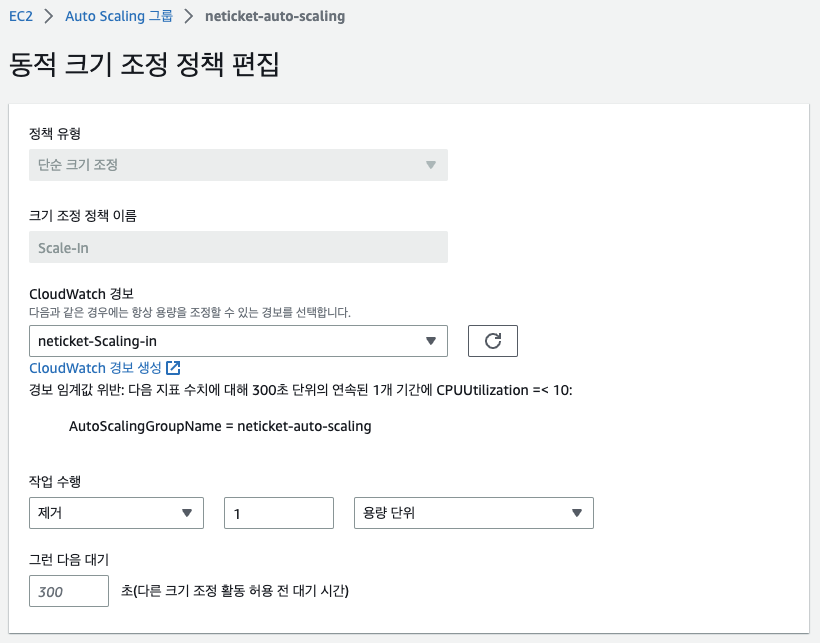 EC2 > Auto Scaling 그룹 > neticket-auto-scaling
동적 크기 조정 정책 편집
정책 유형
단순 크기 조정
크기 조정 정책 이름
Scale-In
CloudWatch 경보
다음과 같은 경우에는 항상 용량을 조정할 수 있는 경보를 선택합니다.
neticket-Scaling-in
CloudWatch 경보 생성
경보 임계값 위반: 다음 지표 수치에 대해 300초 단위의 연속된 1개 기간에 CPUUtilization =< 10:
AutoScalingGroupName = neticket-auto-scaling
작업 수행
제거 1 용량 단위
그런 다음 대기
300 초(다른 크기 조정 활동 허용 전 대기 시간)